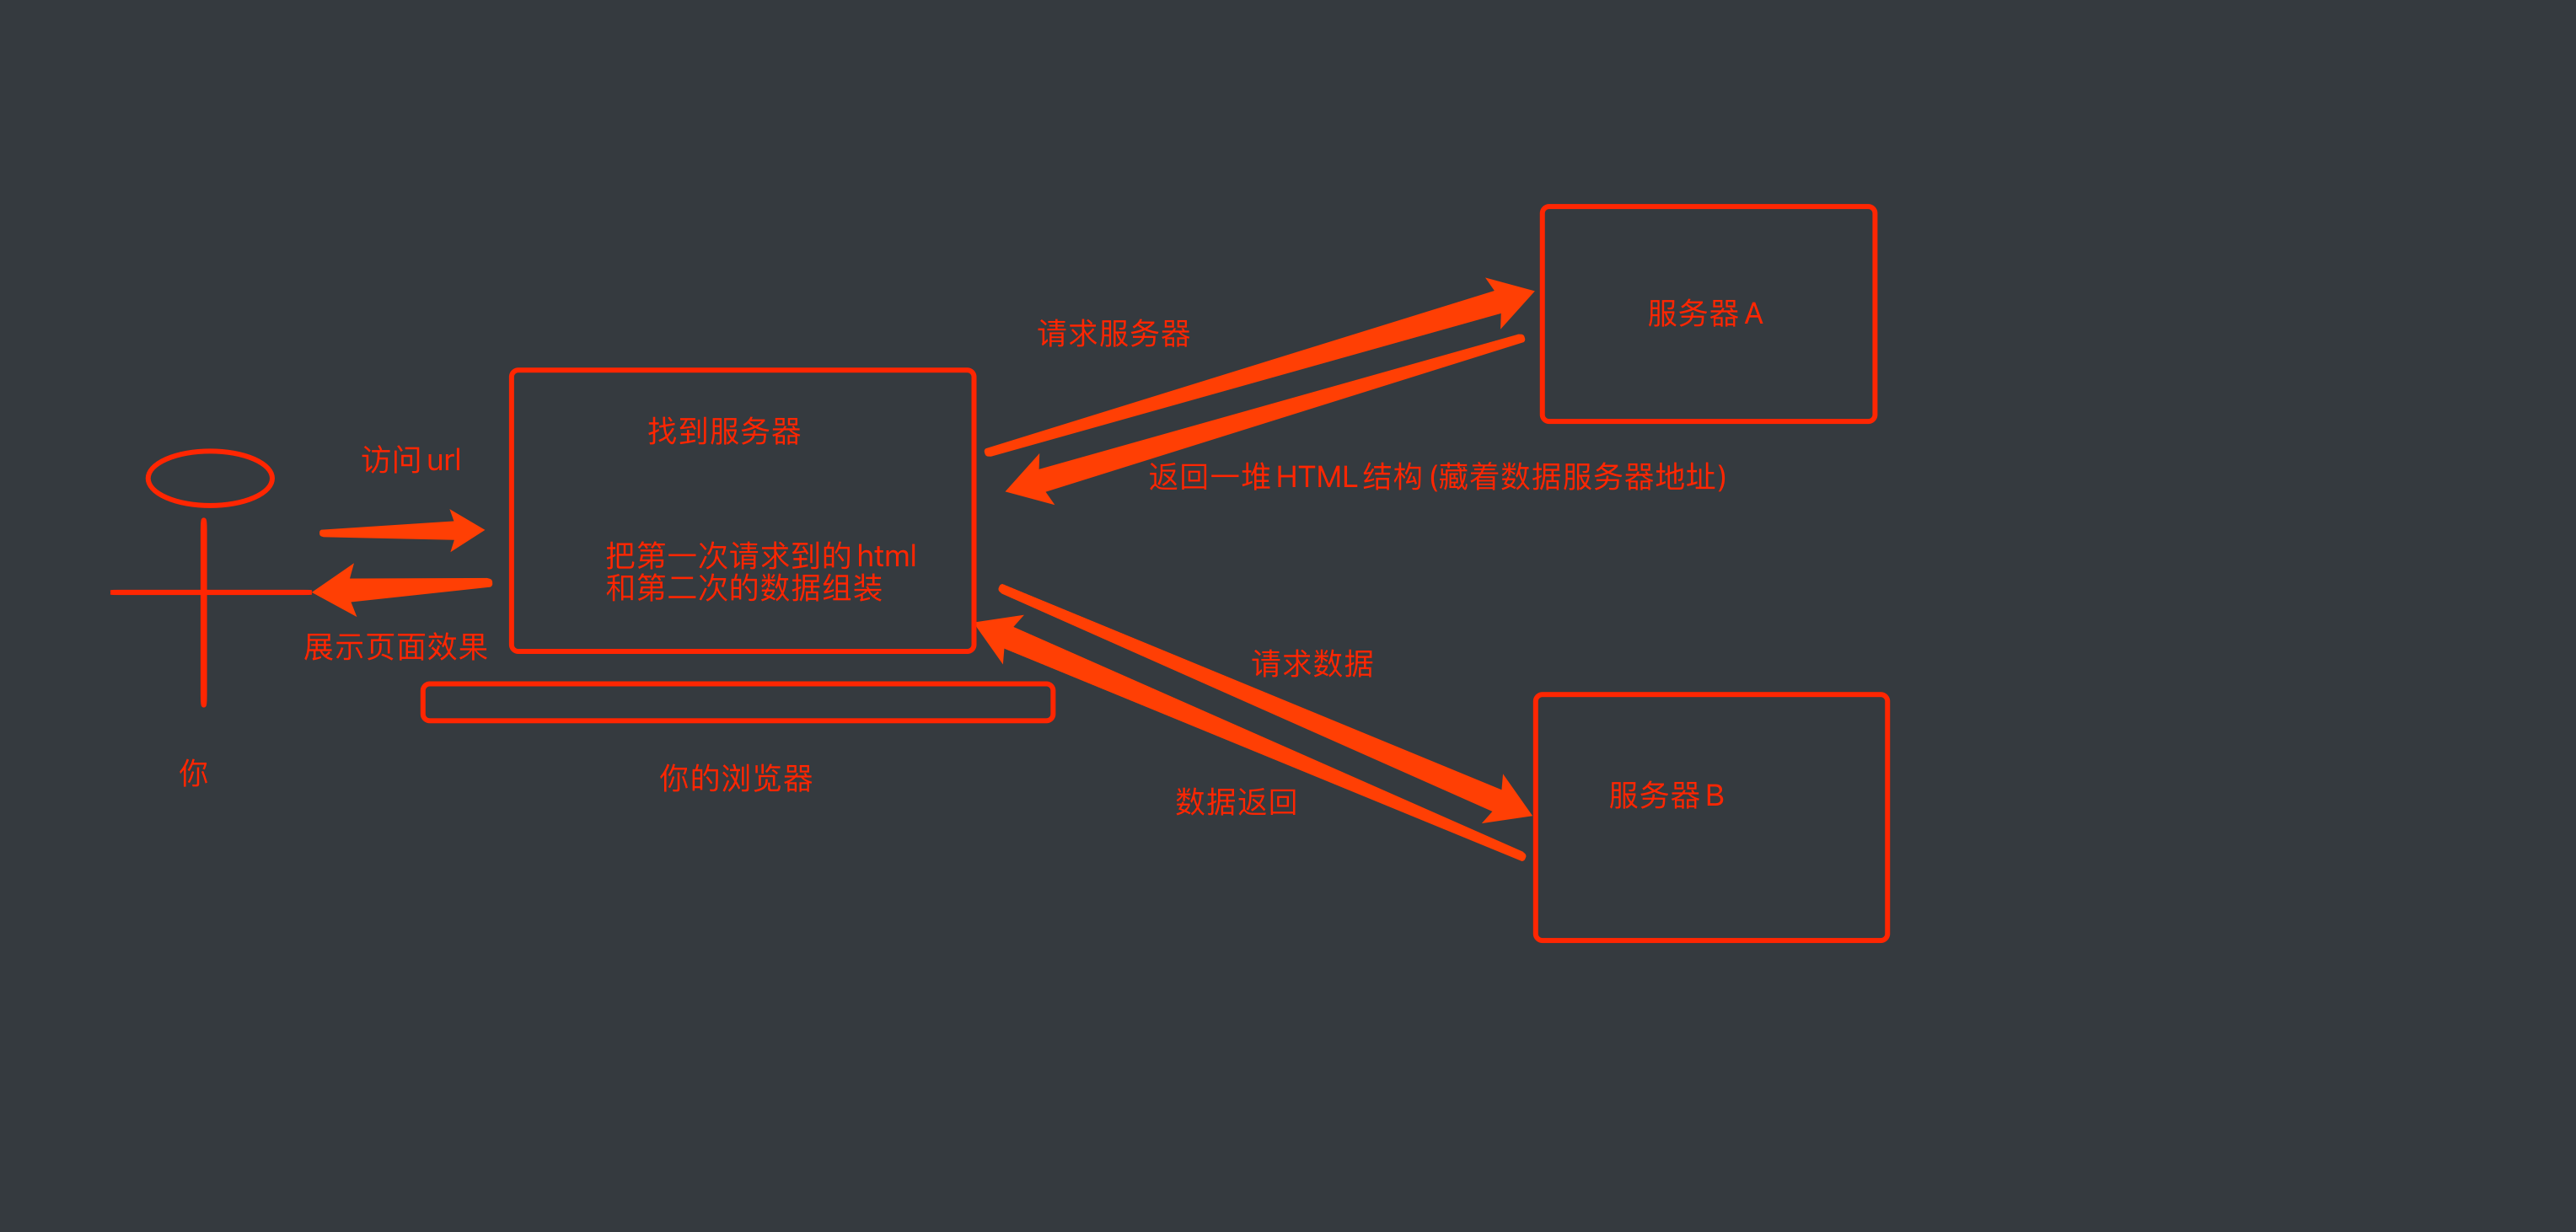 服务器 A
请求服务器
找到服务器
访问 url
返回一堆 HTML 结构 (藏着数据服务器地址)
把第一次请求到的 html
和第二次的数据组装
展示页面效果
请求数据
你
你的浏览器
数据返回
服务器 B